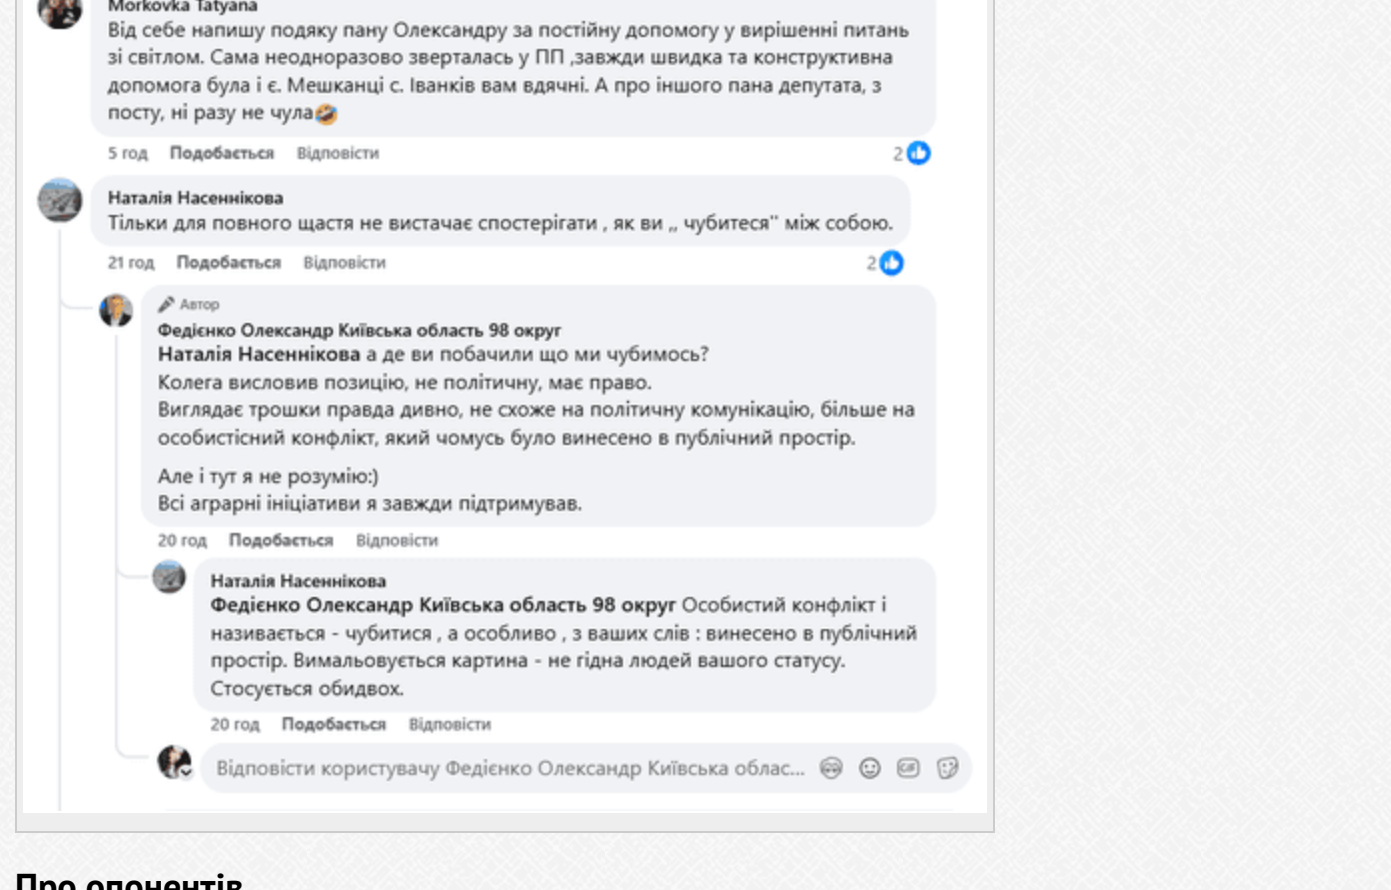 Morkovka Tatyana
Від себе напишу подяку пану Олександру за постійну допомогу у вирішенні питань
зі світлом. Сама неодноразово зверталась у ПП ,завжди швидка та конструктивна
допомога була і є. Мешканці с. Іванків вам вдячні. А про іншого пана депутата, з
посту, ні разу не чула🤣
5 год Подобається Відповісти 2
Наталія Насеннікова
Тільки для повного щастя не вистачає спостерігати , як ви ,, чубитеся" між собою.
21 год Подобається Відповісти 2
Автор
Федієнко Олександр Київська область 98 округ
Наталія Насеннікова а де ви побачили що ми чубимось?
Колега висловив позицію, не політичну, має право.
Виглядає трошки правда дивно, не схоже на політичну комунікацію, більше на
особистісний конфлікт, який чомусь було винесено в публічний простір.
Але і тут я не розумію:)
Всі аграрні ініціативи я завжди підтримував.
20 год Подобається Відповісти
Наталія Насеннікова
Федієнко Олександр Київська область 98 округ Особистий конфлікт і
називається - чубитися , а особливо , з ваших слів : винесено в публічний
простір. Вимальовується картина - не гідна людей вашого статусу.
Стосується обидвох.
20 год Подобається Відповісти
Відповісти користувачу Федієнко Олександр Київська облас... GIF
Про опонентів